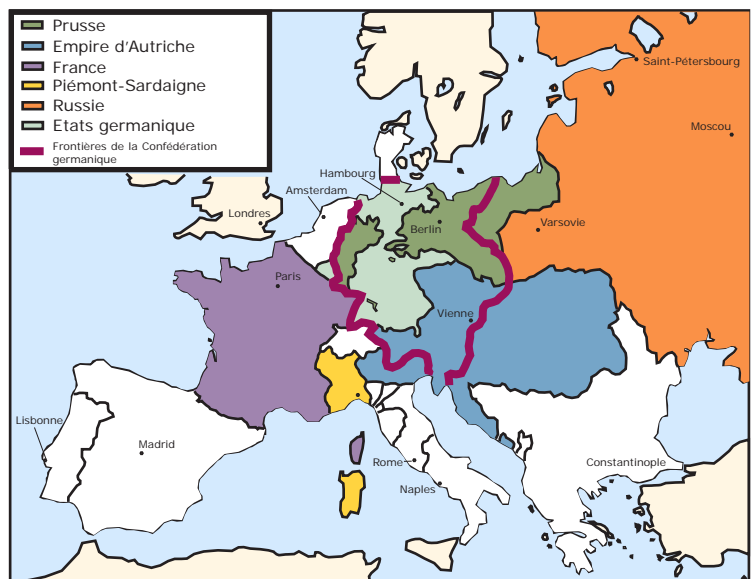 Prusse
Empire d'Autriche
France
Piémont-Sardaigne
Russie
Etats germanique
Frontières de la Confédération
germanique
Saint-Pétersbourg
Moscou
Hambourg
Amsterdam
Londres
Berlin
Varsovie
Paris
Vienne
Lisbonne
Madrid
Rome
Naples
Constantinople